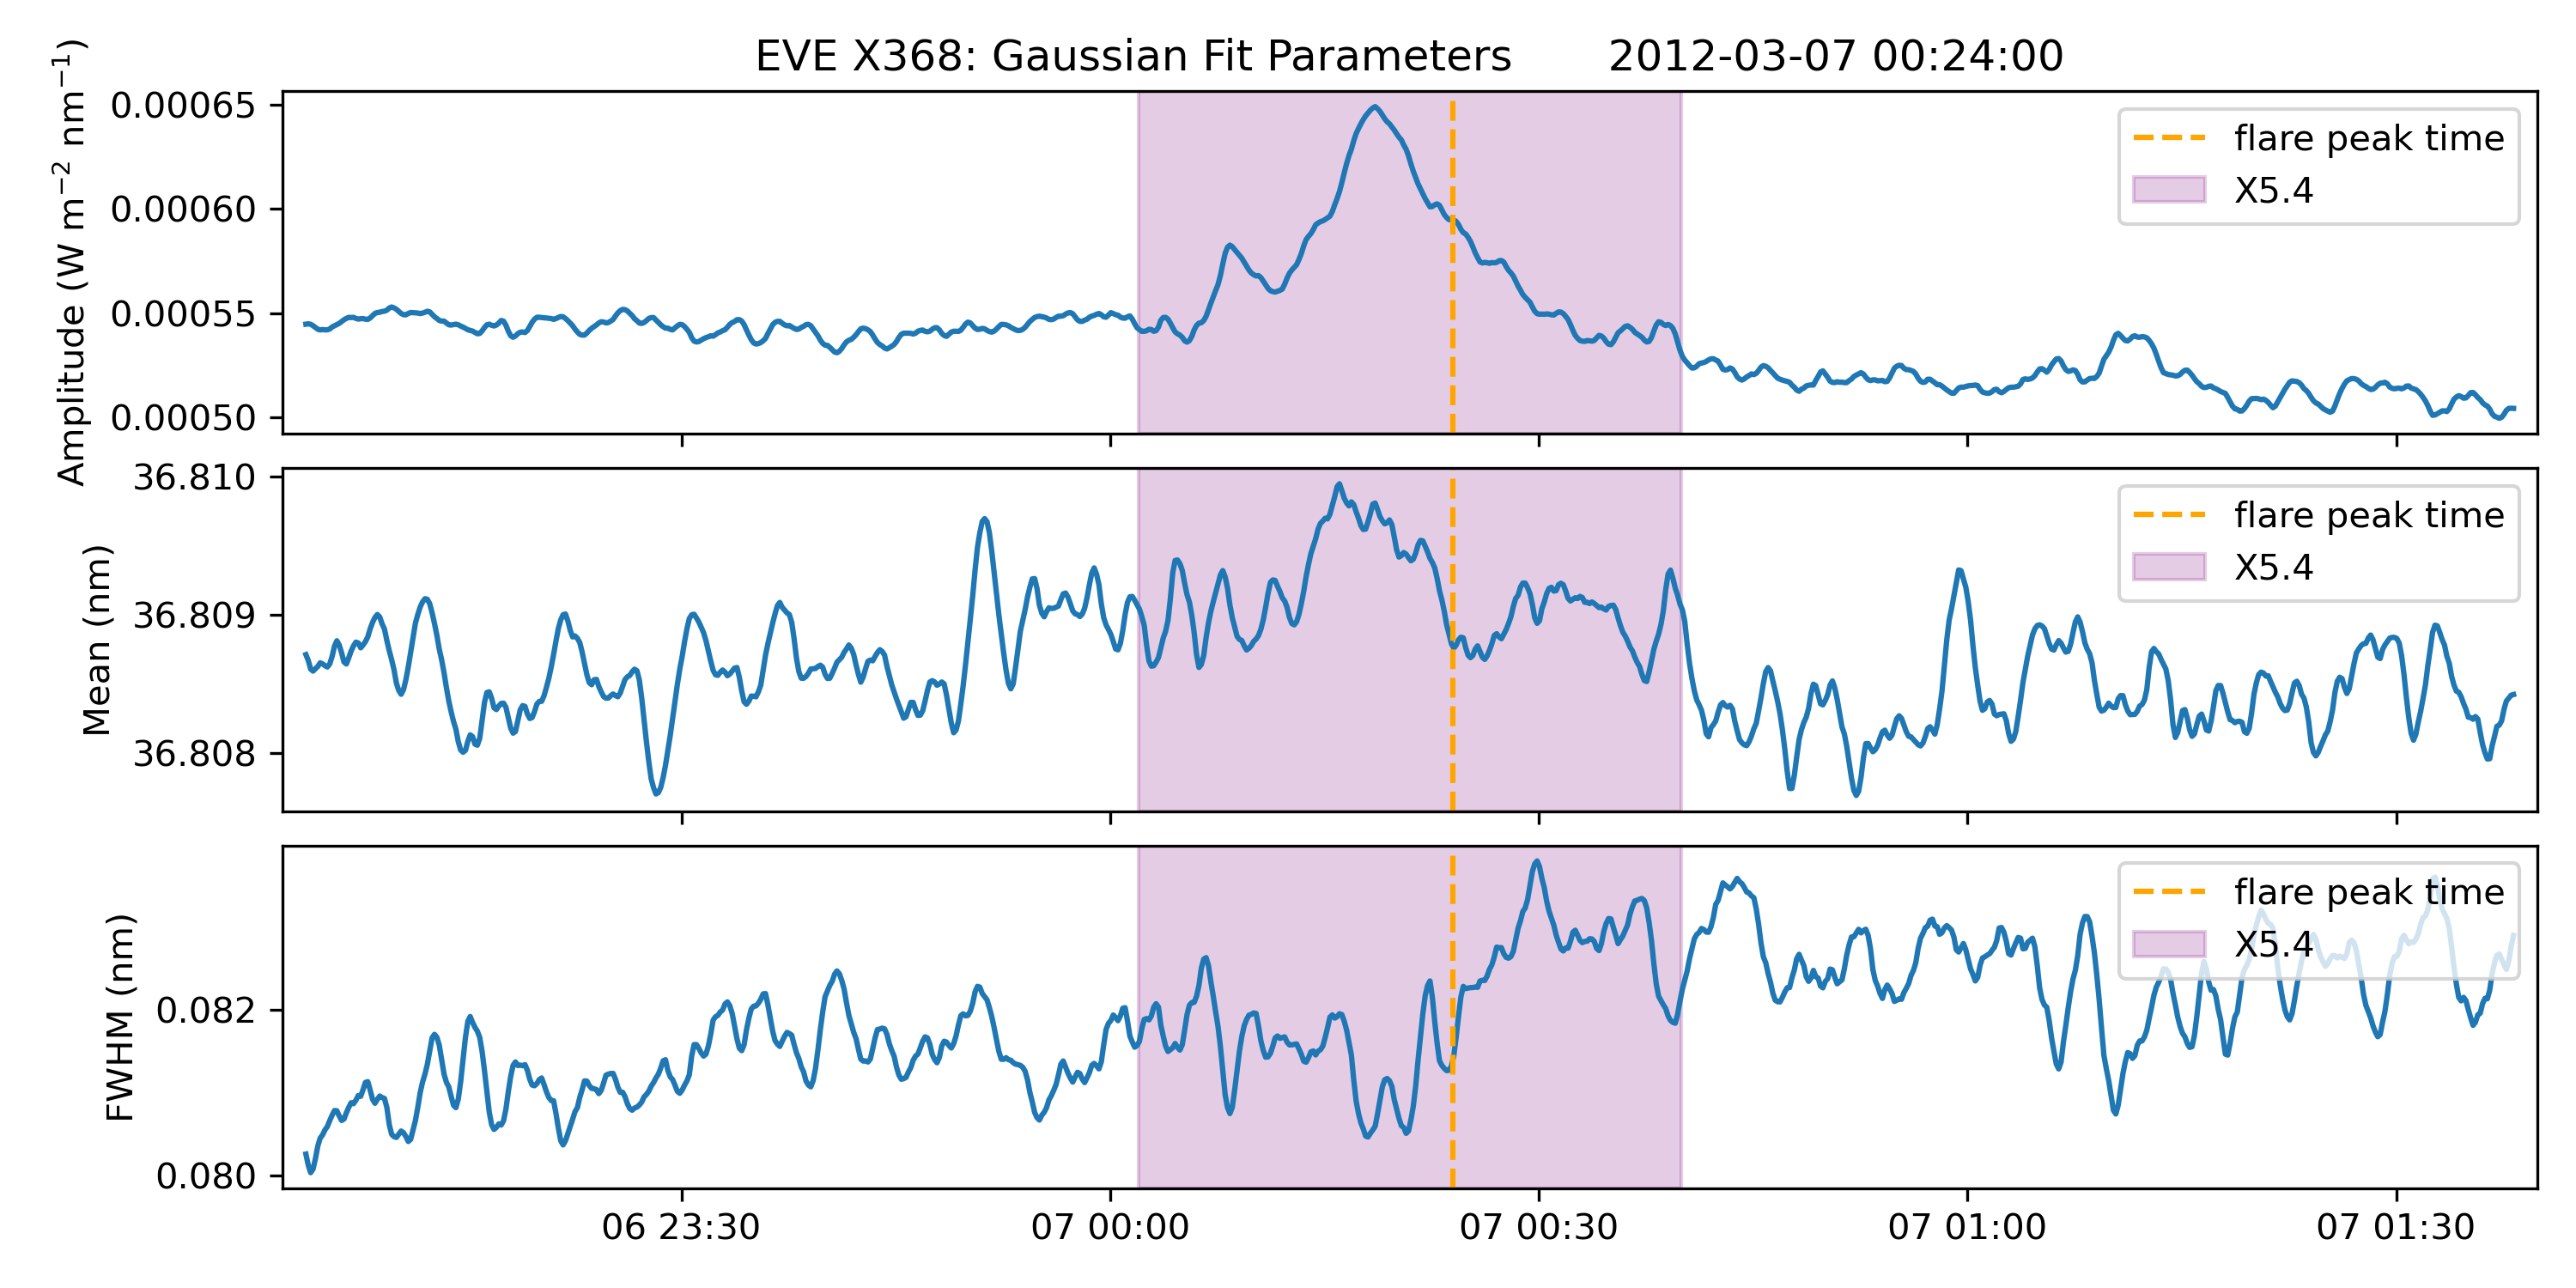 EVE X368: Gaussian Fit Parameters 2012-03-07 00:24:00
Amplitude (W m⁻² nm⁻¹)
0.00065
0.00060
0.00055
0.00050
flare peak time
X5.4
Mean (nm)
36.810
36.809
36.808
flare peak time
X5.4
FWHM (nm)
0.082
0.080
flare peak time
X5.4
06 23:30 07 00:00 07 00:30 07 01:00 07 01:30